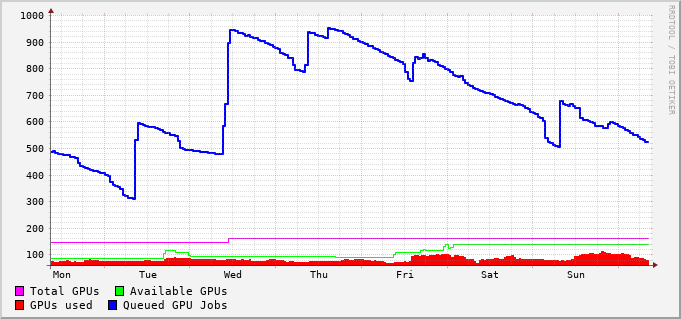 1000
900
800
700
600
500
400
300
200
100
Mon Tue Wed Thu Fri Sat Sun
RRDTOOL / TOBI OETIKER
Total GPUs Available GPUs
GPUs used Queued GPU Jobs